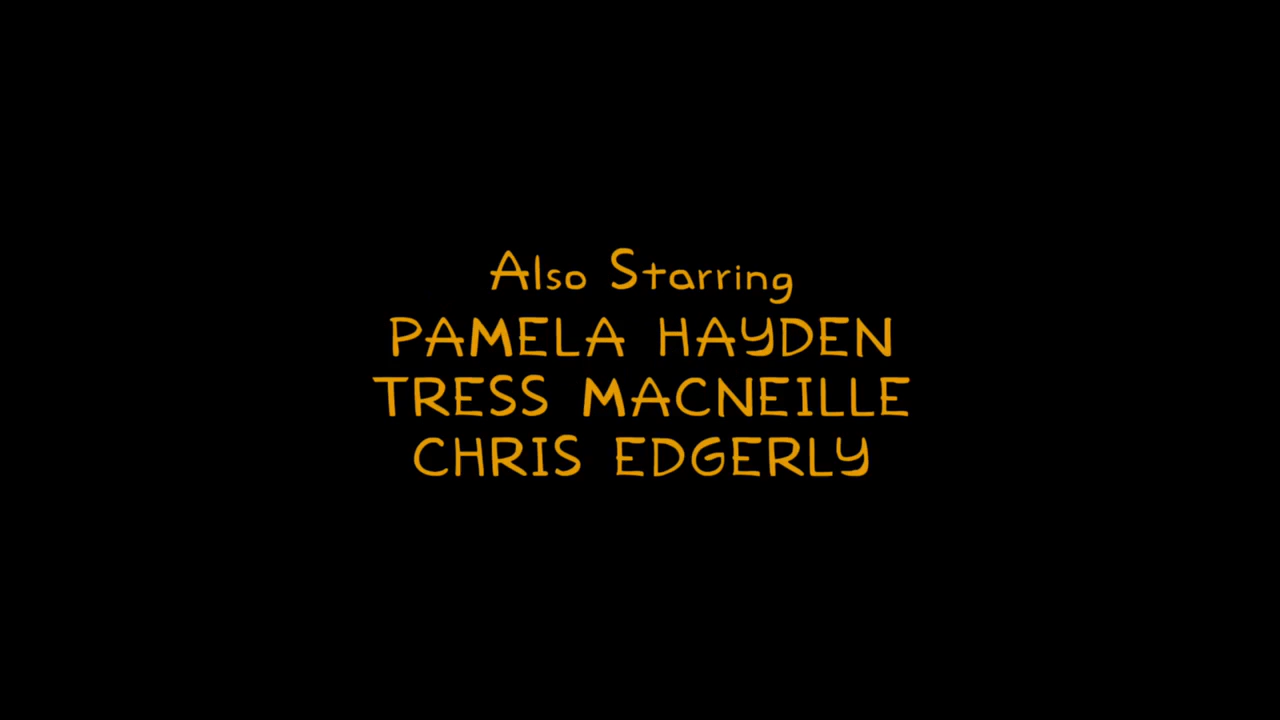 Also Starring
PAMELA HAYDEN
TRESS MACNEILLE
CHRIS EDGERLY